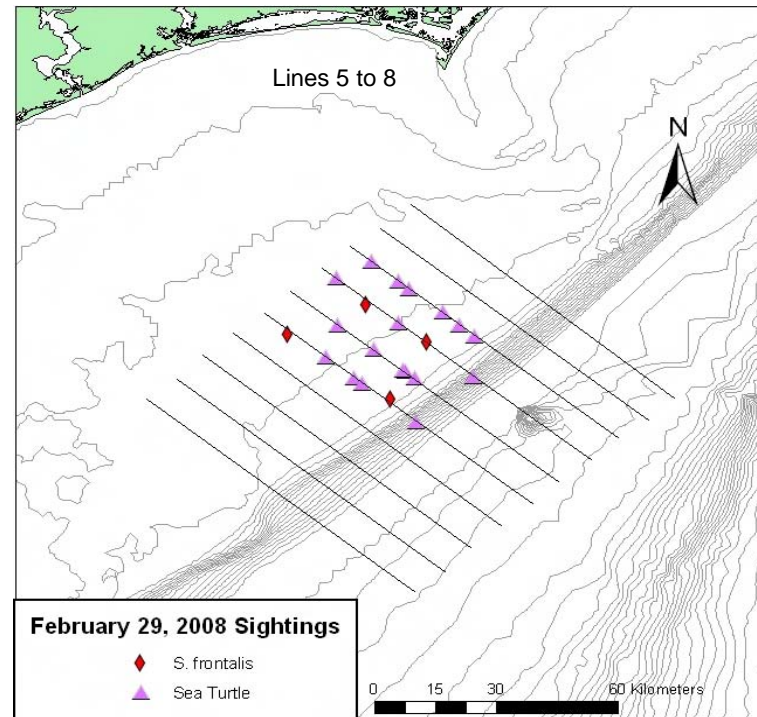 Lines 5 to 8
N
February 29, 2008 Sightings
S. frontalis
Sea Turtle
0 15 30 60 Kilometers